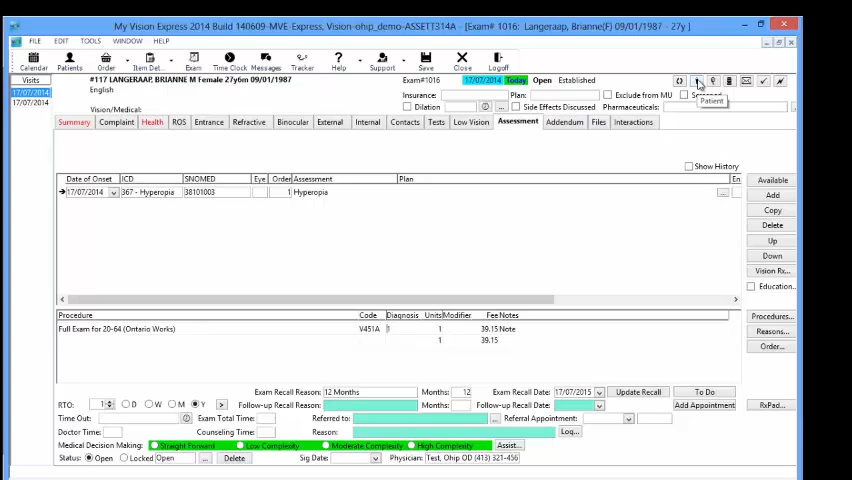 My Vision Express 2014 Build 140609-MVE-Express, Vision-ohip_demo-ASSETT314A - [Exam# 1016: Langeraap, Brianne(F) 09/01/1987 - 27y ]
FILE EDIT TOOLS WINDOW HELP
Calendar Patients Order Item Det... Exam Time Clock Messages Tracker Help Support Save Close Logoff
Visits
17/07/2014
17/07/2014
#117 LANGERAAP, BRIANNE M Female 27y6m 09/01/1987
English
Vision/Medical:
Exam#1016 17/07/2014 Today Open Established
Insurance: Plan: Exclude from MU
Dilation ... Side Effects Discussed Pharmaceuticals:
Patient
Summary Complaint Health ROS Entrance Refractive Binocular External Internal Contacts Tests Low Vision Assessment Addendum Files Interactions
Show History
Date of Onset ICD SNOMED Eye Order Assessment Plan En
17/07/2014 367 - Hyperopia 38101003 1 Hyperopia ...
Available
Add
Copy
Delete
Up
Down
Vision Rx...
Education...
Procedure Code Diagnosis Units Modifier Fee Notes
Full Exam for 20-64 (Ontario Works) V451A 1 1 39.15 Note
1 39.15
Procedures...
Reasons...
Order...
Exam Recall Reason: 12 Months Months: 12 Exam Recall Date: 17/07/2015 Update Recall To Do
RTO: 1 D W M Y > Follow-up Recall Reason: Months: Follow-up Recall Date: Add Appointment RxPad...
Time Out: Exam Total Time: Referred to: ... Referral Appointment:
Doctor Time: Counseling Time: Reason: Log...
Medical Decision Making: Straight Forward Low Complexity Moderate Complexity High Complexity Assist...
Status: Open Locked Open ... Delete Sig Date: Physician: Test, Ohip OD (413) 321-456